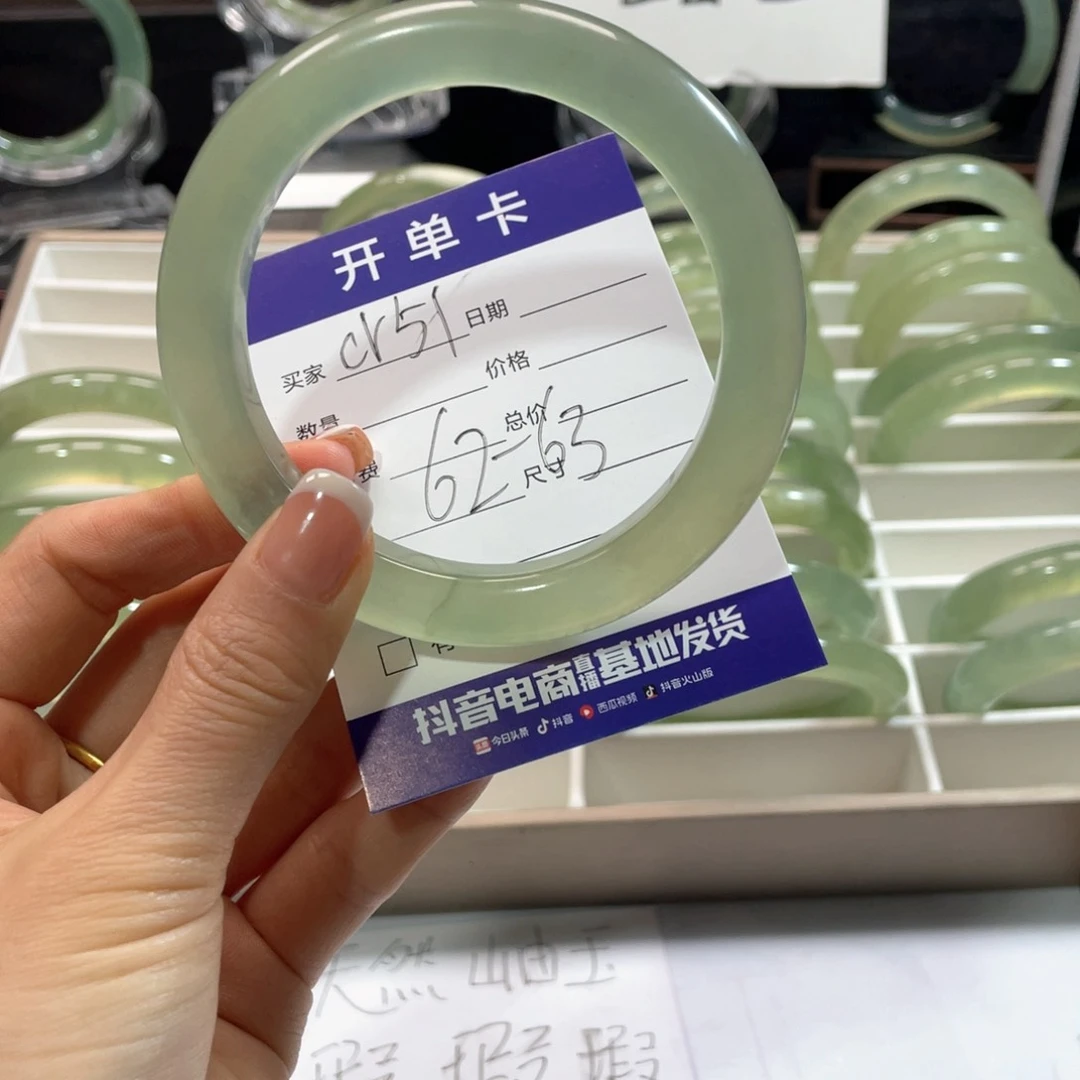 开单卡
买家 cr51 日期
数量 价格
费 62-63 总价
尺寸
抖音电商直播基地发货
今日头条 抖音 西瓜视频 抖音火山版
天然岫玉